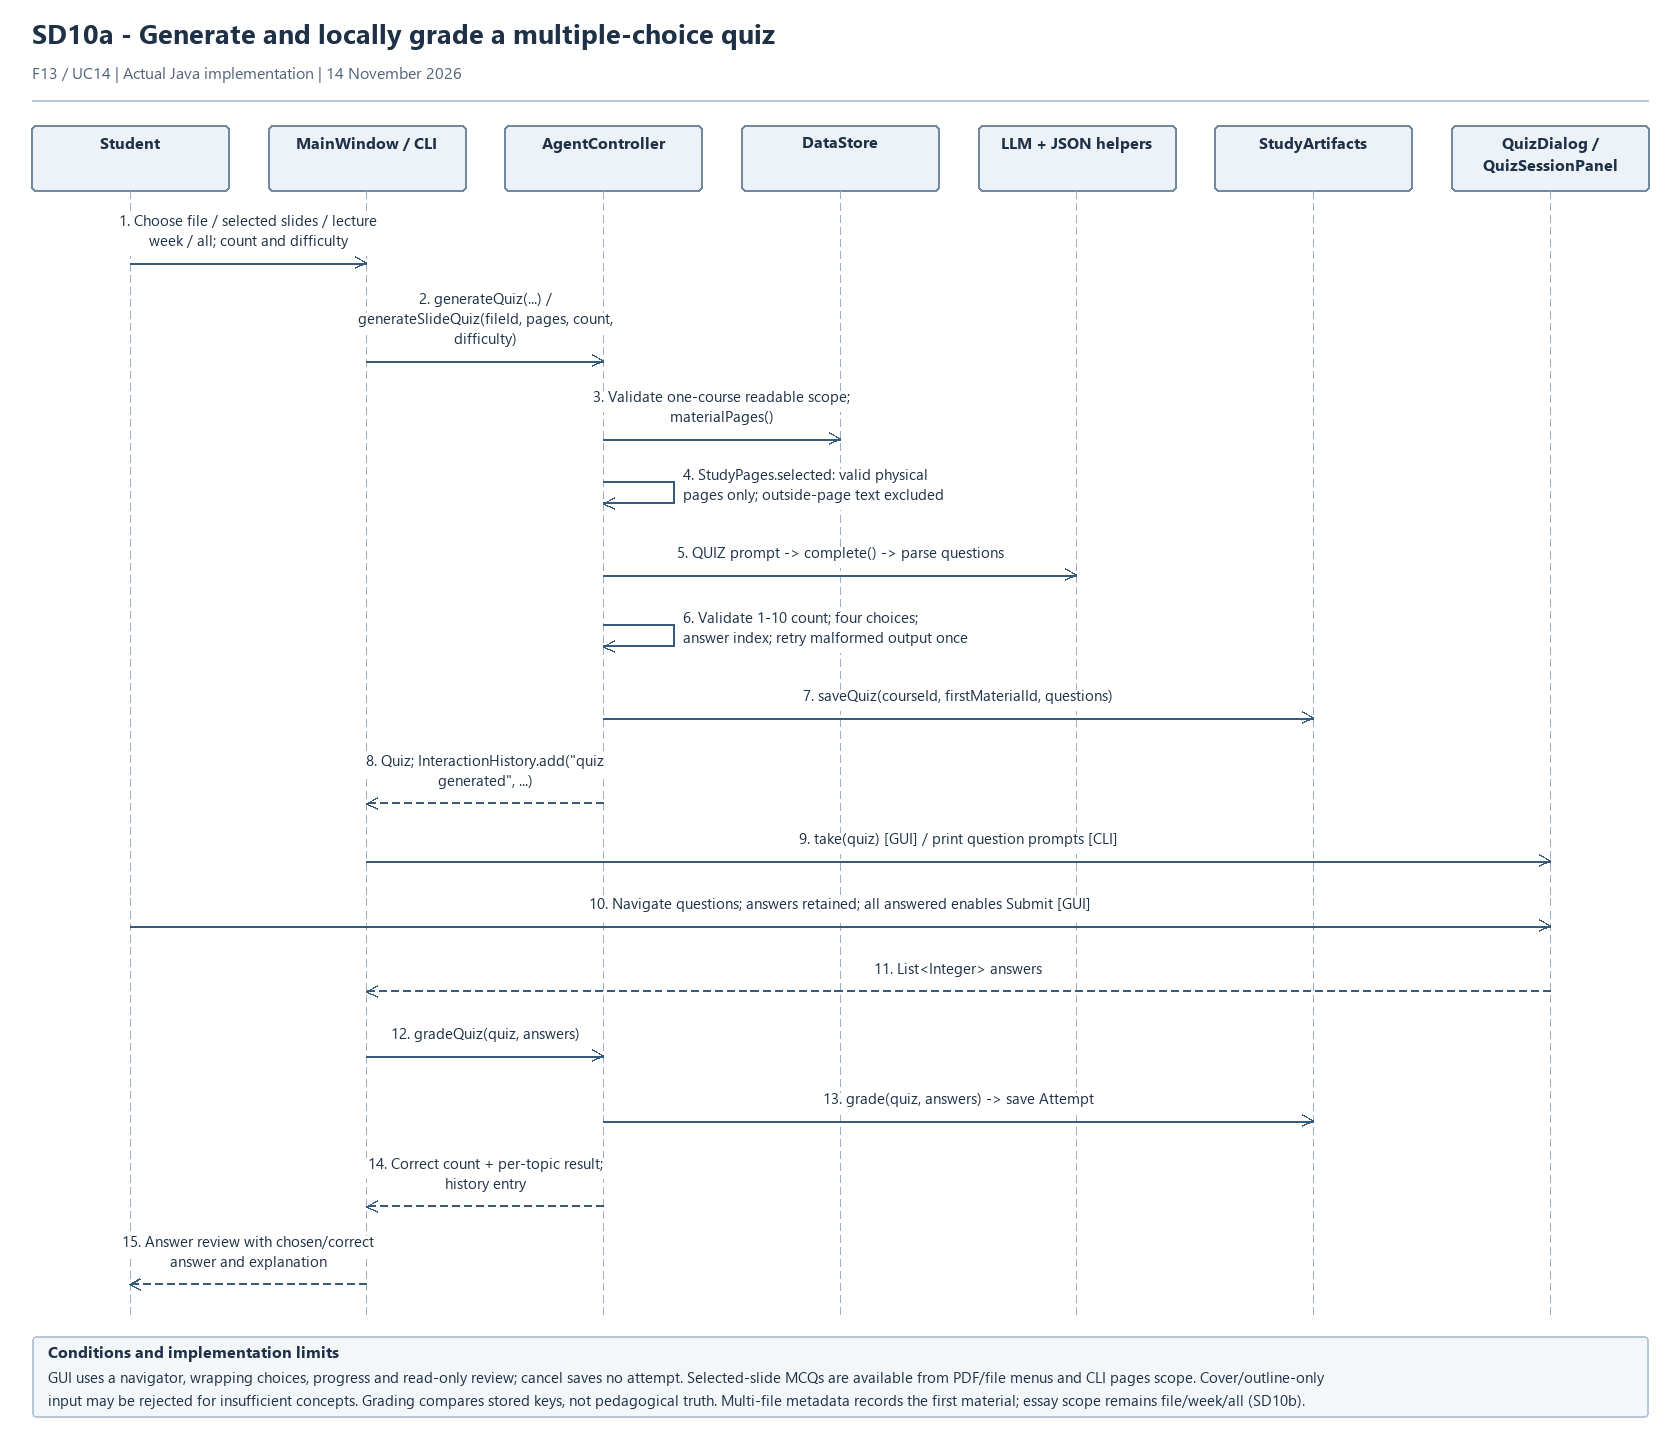 SD10a - Generate and locally grade a multiple-choice quiz
F13 / UC14 | Actual Java implementation | 14 November 2026
Student
MainWindow / CLI
AgentController
DataStore
LLM + JSON helpers
StudyArtifacts
QuizDialog /
QuizSessionPanel
1. Choose file / selected slides / lecture
week / all; count and difficulty
2. generateQuiz(...) /
generateSlideQuiz(fileId, pages, count,
difficulty)
3. Validate one-course readable scope;
materialPages()
4. StudyPages.selected: valid physical
pages only; outside-page text excluded
5. QUIZ prompt -> complete() -> parse questions
6. Validate 1-10 count; four choices;
answer index; retry malformed output once
7. saveQuiz(courseId, firstMaterialId, questions)
8. Quiz; InteractionHistory.add("quiz
generated", ...)
9. take(quiz) [GUI] / print question prompts [CLI]
10. Navigate questions; answers retained; all answered enables Submit [GUI]
11. List<Integer> answers
12. gradeQuiz(quiz, answers)
13. grade(quiz, answers) -> save Attempt
14. Correct count + per-topic result;
history entry
15. Answer review with chosen/correct
answer and explanation
Conditions and implementation limits
GUI uses a navigator, wrapping choices, progress and read-only review; cancel saves no attempt. Selected-slide MCQs are available from PDF/file menus and CLI pages scope. Cover/outline-only
input may be rejected for insufficient concepts. Grading compares stored keys, not pedagogical truth. Multi-file metadata records the first material; essay scope remains file/week/all (SD10b).